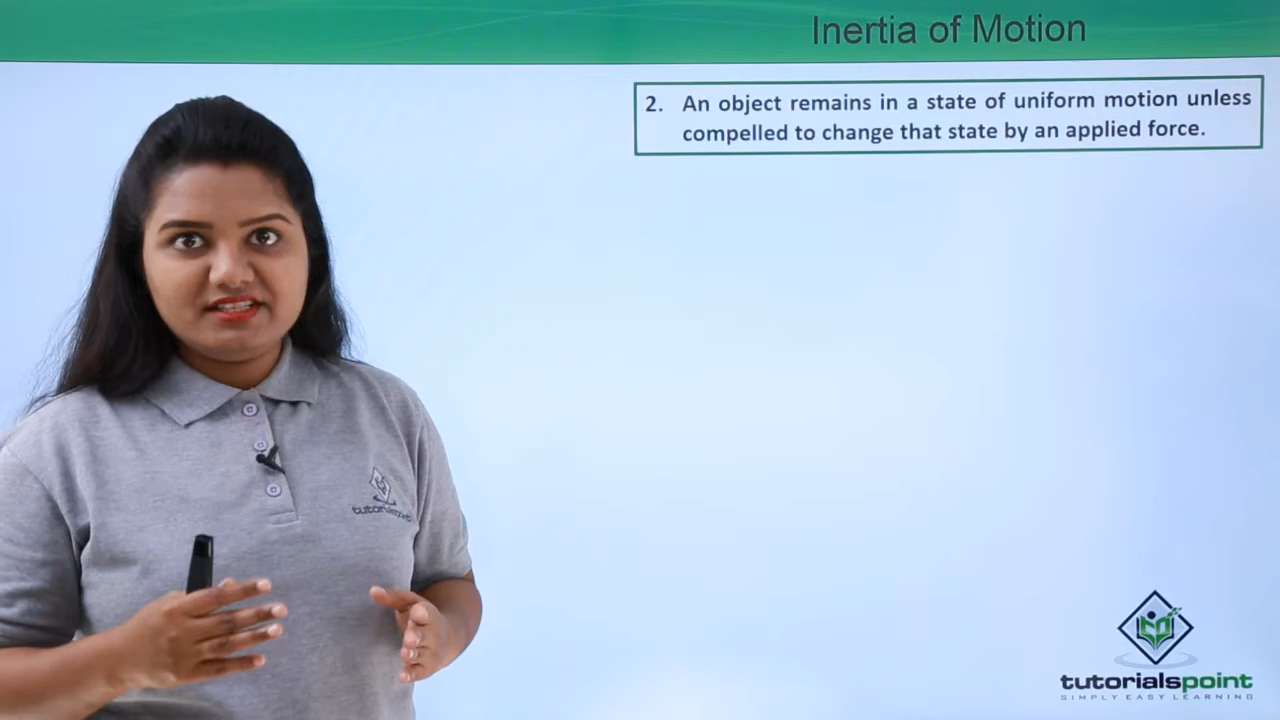 Inertia of Motion
2. An object remains in a state of uniform motion unless
compelled to change that state by an applied force.
tutorialspoint
tutorialspoint
SIMPLY EASY LEARNING